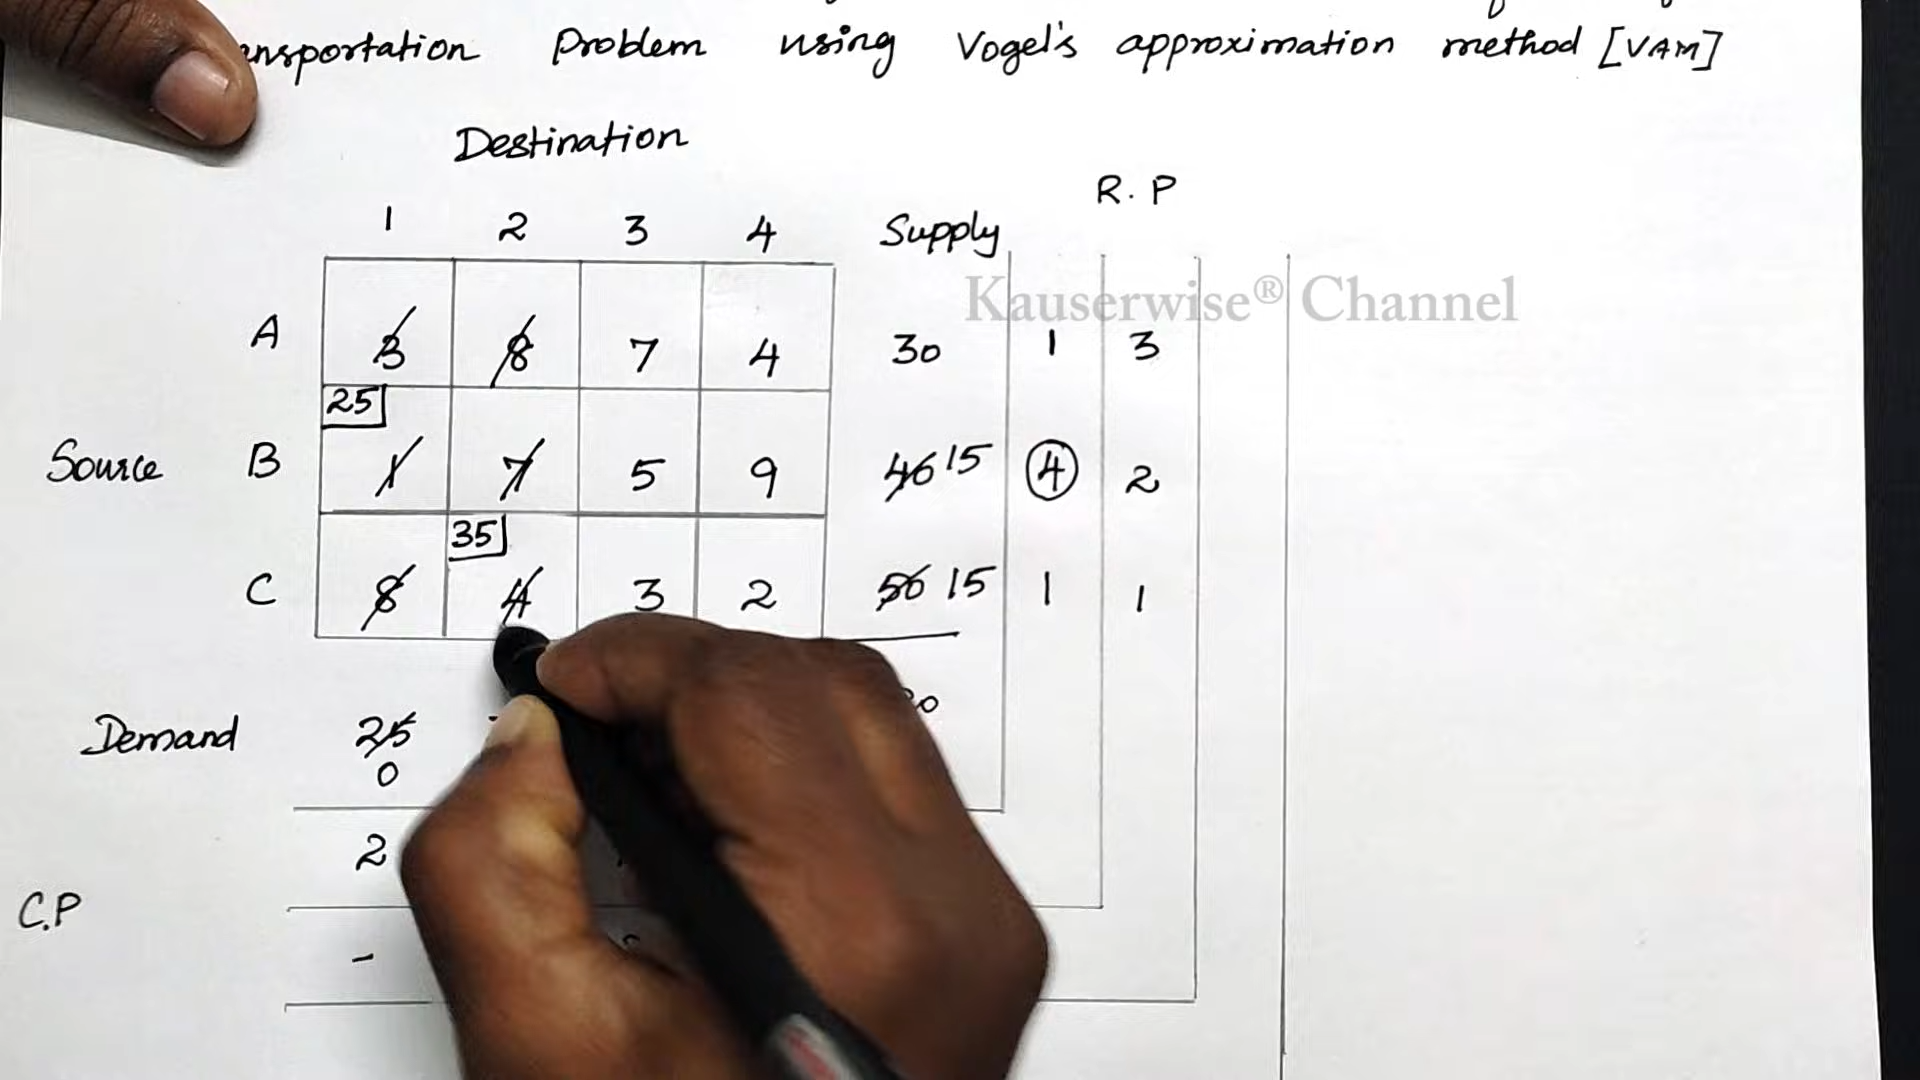 ansportation Problem using Vogel's approximation method [VAM]
Destination
R. P
1 2 3 4 Supply
Kauserwise® Channel
A 3 8 7 4 30 1 3
25
Source B 1 7 5 9 40 15 4 2
35
C 8 4 3 2 50 15 1 1
Demand 25
0
2
C.P
-